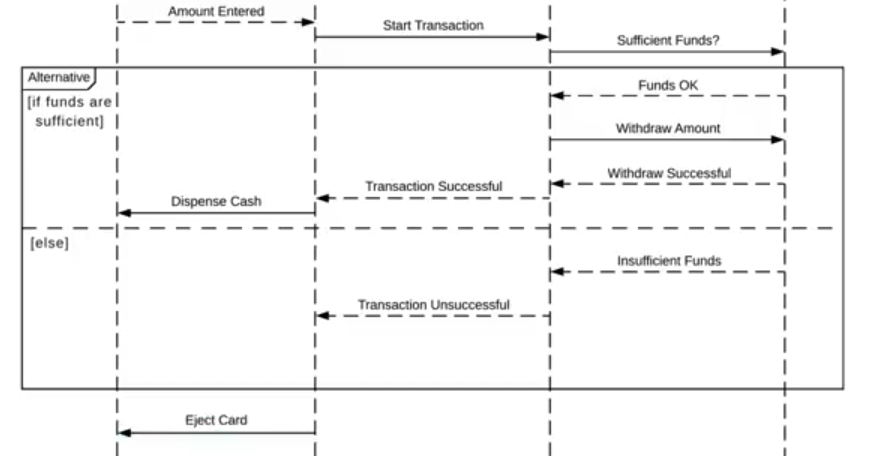 Amount Entered
Start Transaction
Sufficient Funds?
Alternative
[if funds are
sufficient]
Funds OK
Withdraw Amount
Withdraw Successful
Transaction Successful
Dispense Cash
[else]
Insufficient Funds
Transaction Unsuccessful
Eject Card